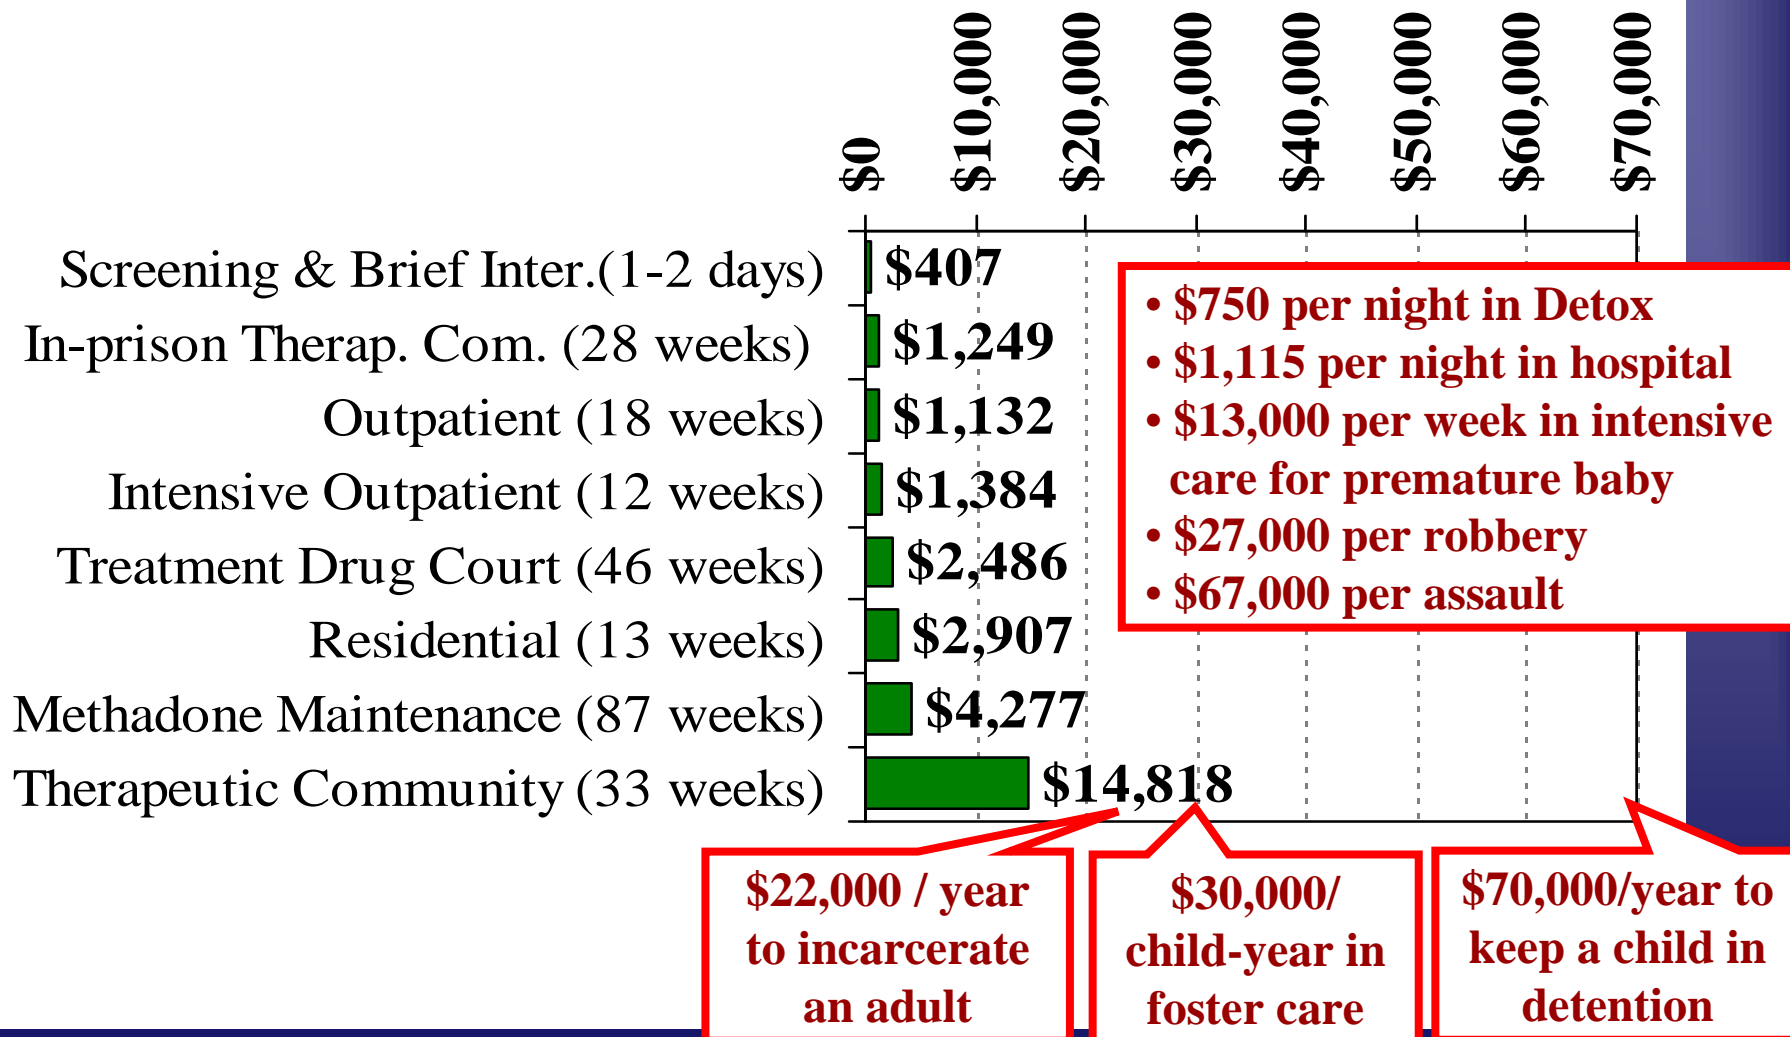 $0
$10,000
$20,000
$30,000
$40,000
$50,000
$60,000
$70,000
Screening & Brief Inter.(1-2 days)
$407
In-prison Therap. Com. (28 weeks)
$1,249
Outpatient (18 weeks)
$1,132
Intensive Outpatient (12 weeks)
$1,384
Treatment Drug Court (46 weeks)
$2,486
Residential (13 weeks)
$2,907
Methadone Maintenance (87 weeks)
$4,277
Therapeutic Community (33 weeks)
$14,818
• $750 per night in Detox
• $1,115 per night in hospital
• $13,000 per week in intensive
care for premature baby
• $27,000 per robbery
• $67,000 per assault
$22,000 / year
to incarcerate
an adult
$30,000/
child-year in
foster care
$70,000/year to
keep a child in
detention